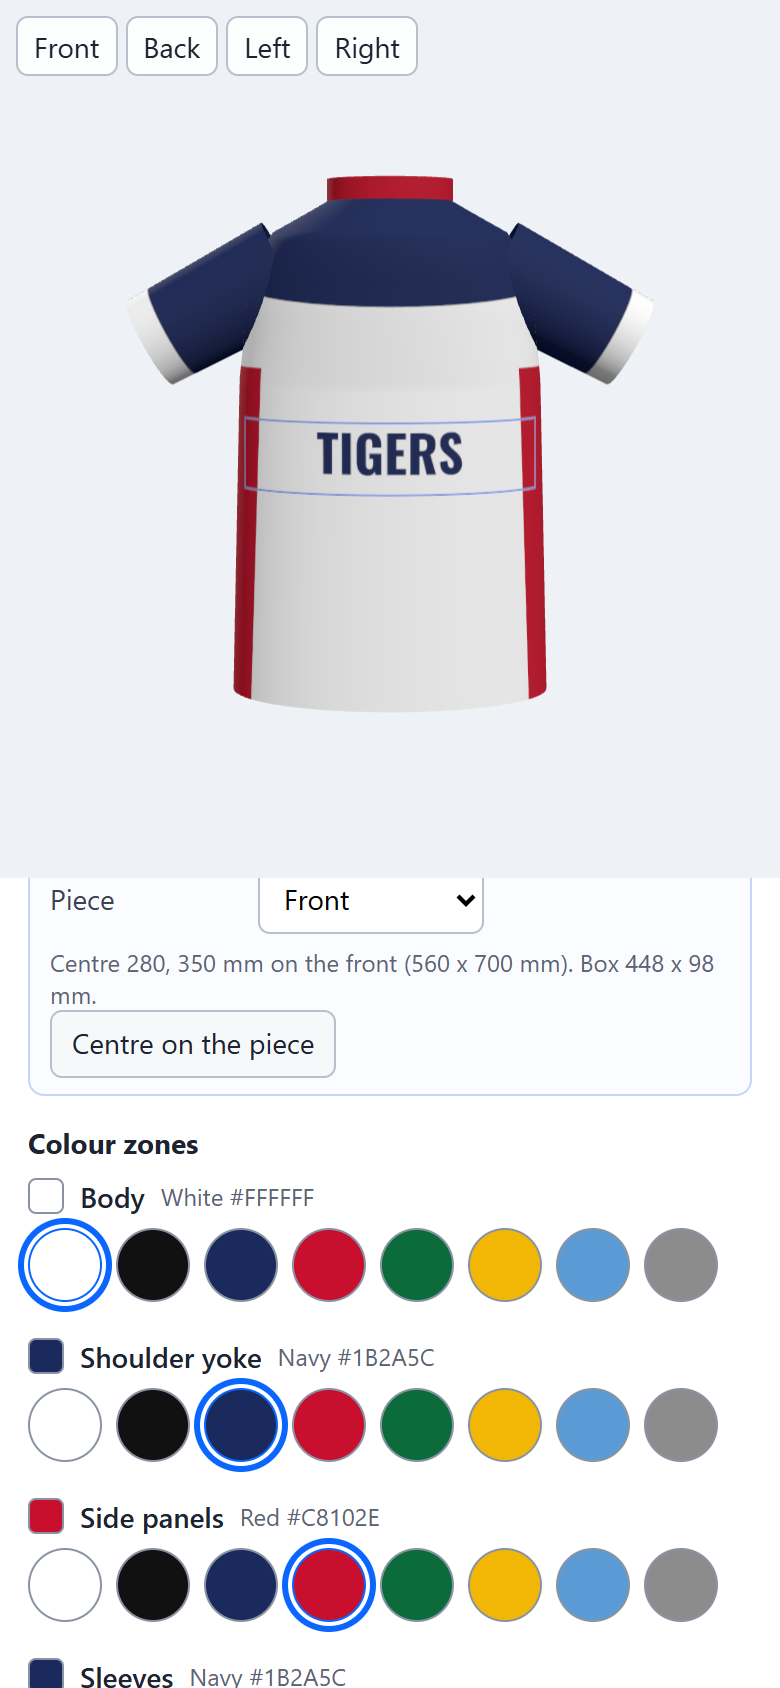 Front Back Left Right
TIGERS
Piece Front
Centre 280, 350 mm on the front (560 x 700 mm). Box 448 x 98
mm.
Centre on the piece
Colour zones
Body White #FFFFFF
Shoulder yoke Navy #1B2A5C
Side panels Red #C8102E
Sleeves Navy #1B2A5C